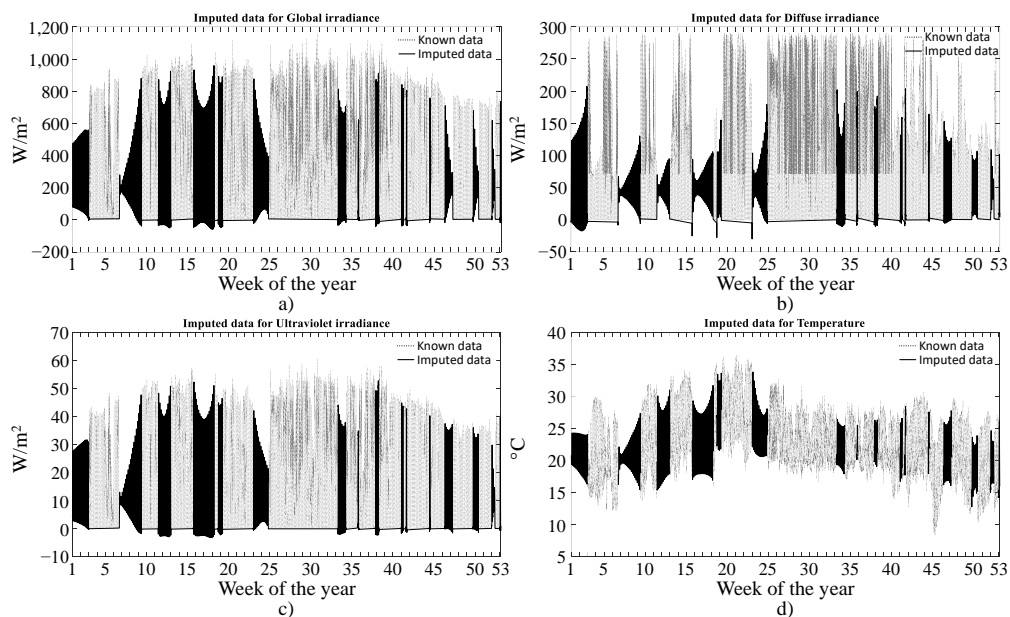 Imputed data for Global irradiance
1,200
1,000
800
600
400
200
0
−200
W/m²
Known data
Imputed data
1 5 10 15 20 25 30 35 40 45 50 53
Week of the year
a)
Imputed data for Diffuse irradiance
300
250
200
150
100
50
0
−50
W/m²
Known data
Imputed data
1 5 10 15 20 25 30 35 40 45 50 53
Week of the year
b)
Imputed data for Ultraviolet irradiance
70
60
50
40
30
20
10
0
−10
W/m²
Known data
Imputed data
1 5 10 15 20 25 30 35 40 45 50 53
Week of the year
c)
Imputed data for Temperature
40
35
30
25
20
15
10
5
°C
Known data
Imputed data
1 5 10 15 20 25 30 35 40 45 50 53
Week of the year
d)